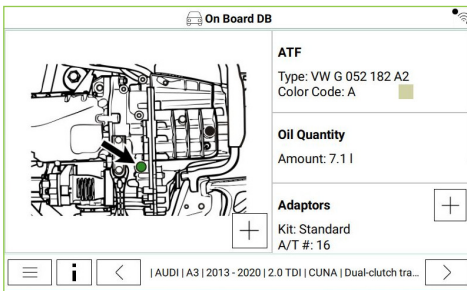 On Board DB
ATF
Type: VW G 052 182 A2
Color Code: A
Oil Quantity
Amount: 7.1 l
Adaptors
Kit: Standard
A/T #: 16
| AUDI | A3 | 2013 - 2020 | 2.0 TDI | CUNA | Dual-clutch tra...